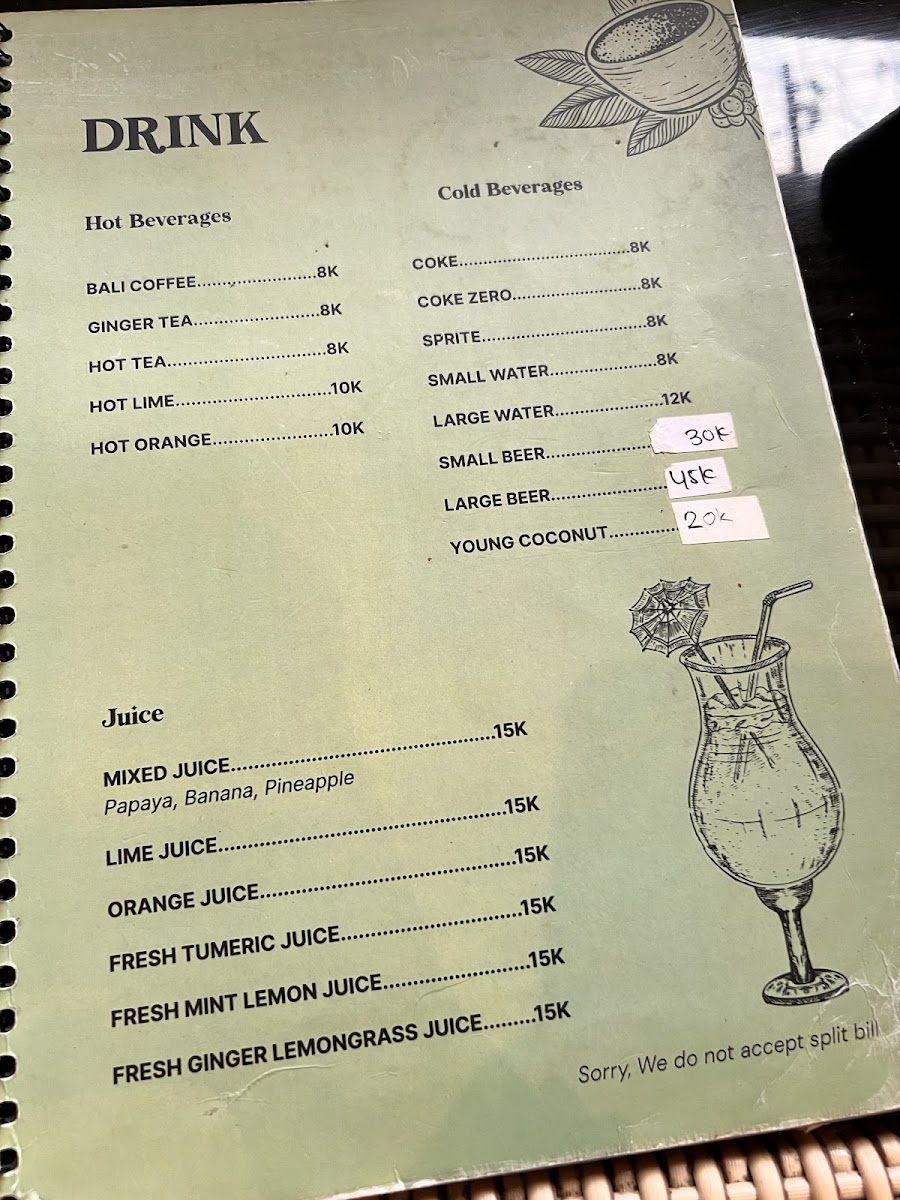 DRINK
Hot Beverages
BALI COFFEE........................8K
GINGER TEA.........................8K
HOT TEA...............................8K
HOT LIME..............................10K
HOT ORANGE.......................10K
Cold Beverages
COKE....................................8K
COKE ZERO...........................8K
SPRITE..................................8K
SMALL WATER......................8K
LARGE WATER......................12K
SMALL BEER.................... 30K
LARGE BEER...................... 45K
YOUNG COCONUT............. 20K
Juice
MIXED JUICE...............................................15K
Papaya, Banana, Pineapple
LIME JUICE..................................................15K
ORANGE JUICE............................................15K
FRESH TUMERIC JUICE...............................15K
FRESH MINT LEMON JUICE.........................15K
FRESH GINGER LEMONGRASS JUICE.........15K
Sorry, We do not accept split bill